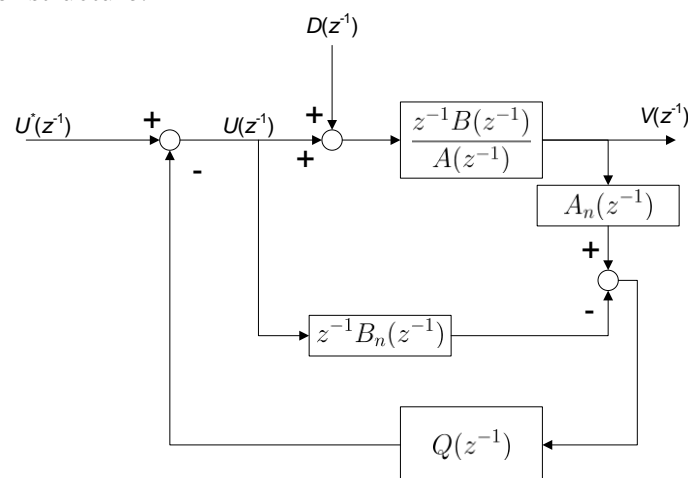 D(z⁻¹)
+
z⁻¹B(z⁻¹)
A(z⁻¹)
V(z⁻¹)
U*(z⁻¹)
+
U(z⁻¹)
+
-
Aₙ(z⁻¹)
+
-
z⁻¹Bₙ(z⁻¹)
Q(z⁻¹)